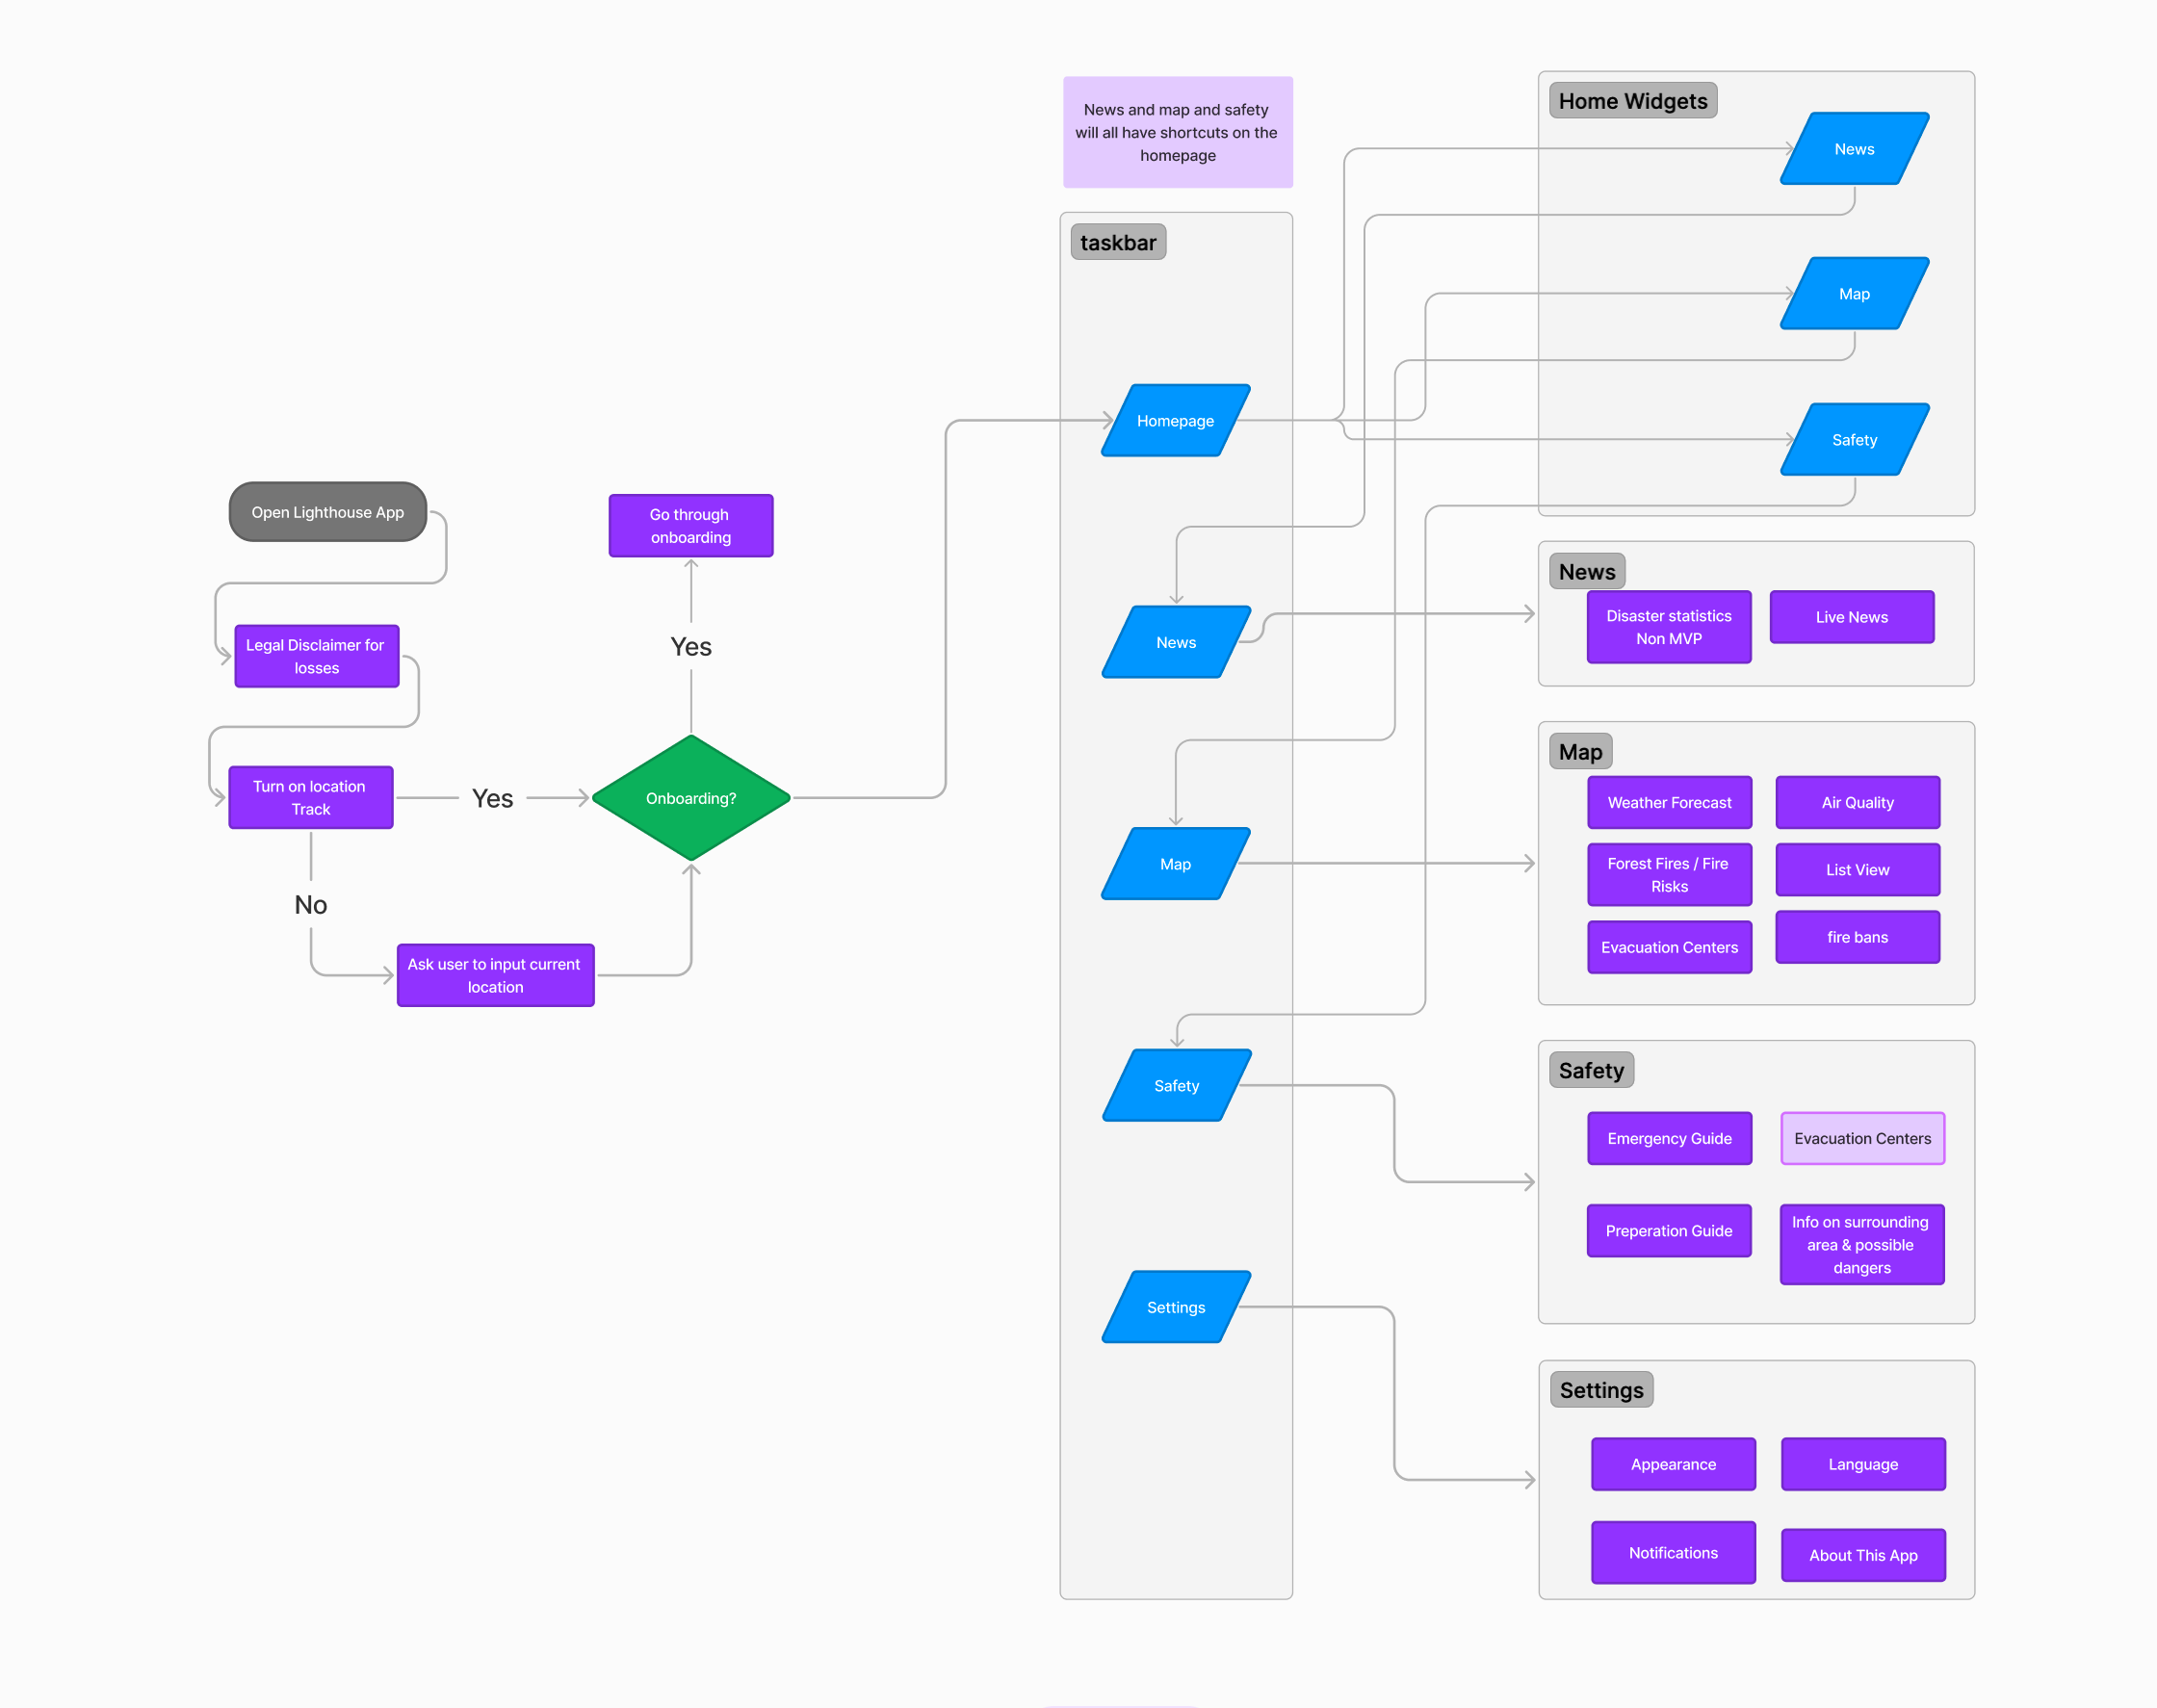 News and map and safety
will all have shortcuts on the
homepage
Open Lighthouse App
Legal Disclaimer for
losses
Turn on location
Track
Yes
No
Ask user to input current
location
Onboarding?
Yes
Go through
onboarding
taskbar
Homepage
News
Map
Safety
Settings
Home Widgets
News
Map
Safety
News
Disaster statistics
Non MVP
Live News
Map
Weather Forecast
Air Quality
Forest Fires / Fire
Risks
List View
Evacuation Centers
fire bans
Safety
Emergency Guide
Evacuation Centers
Preperation Guide
Info on surrounding
area & possible
dangers
Settings
Appearance
Language
Notifications
About This App